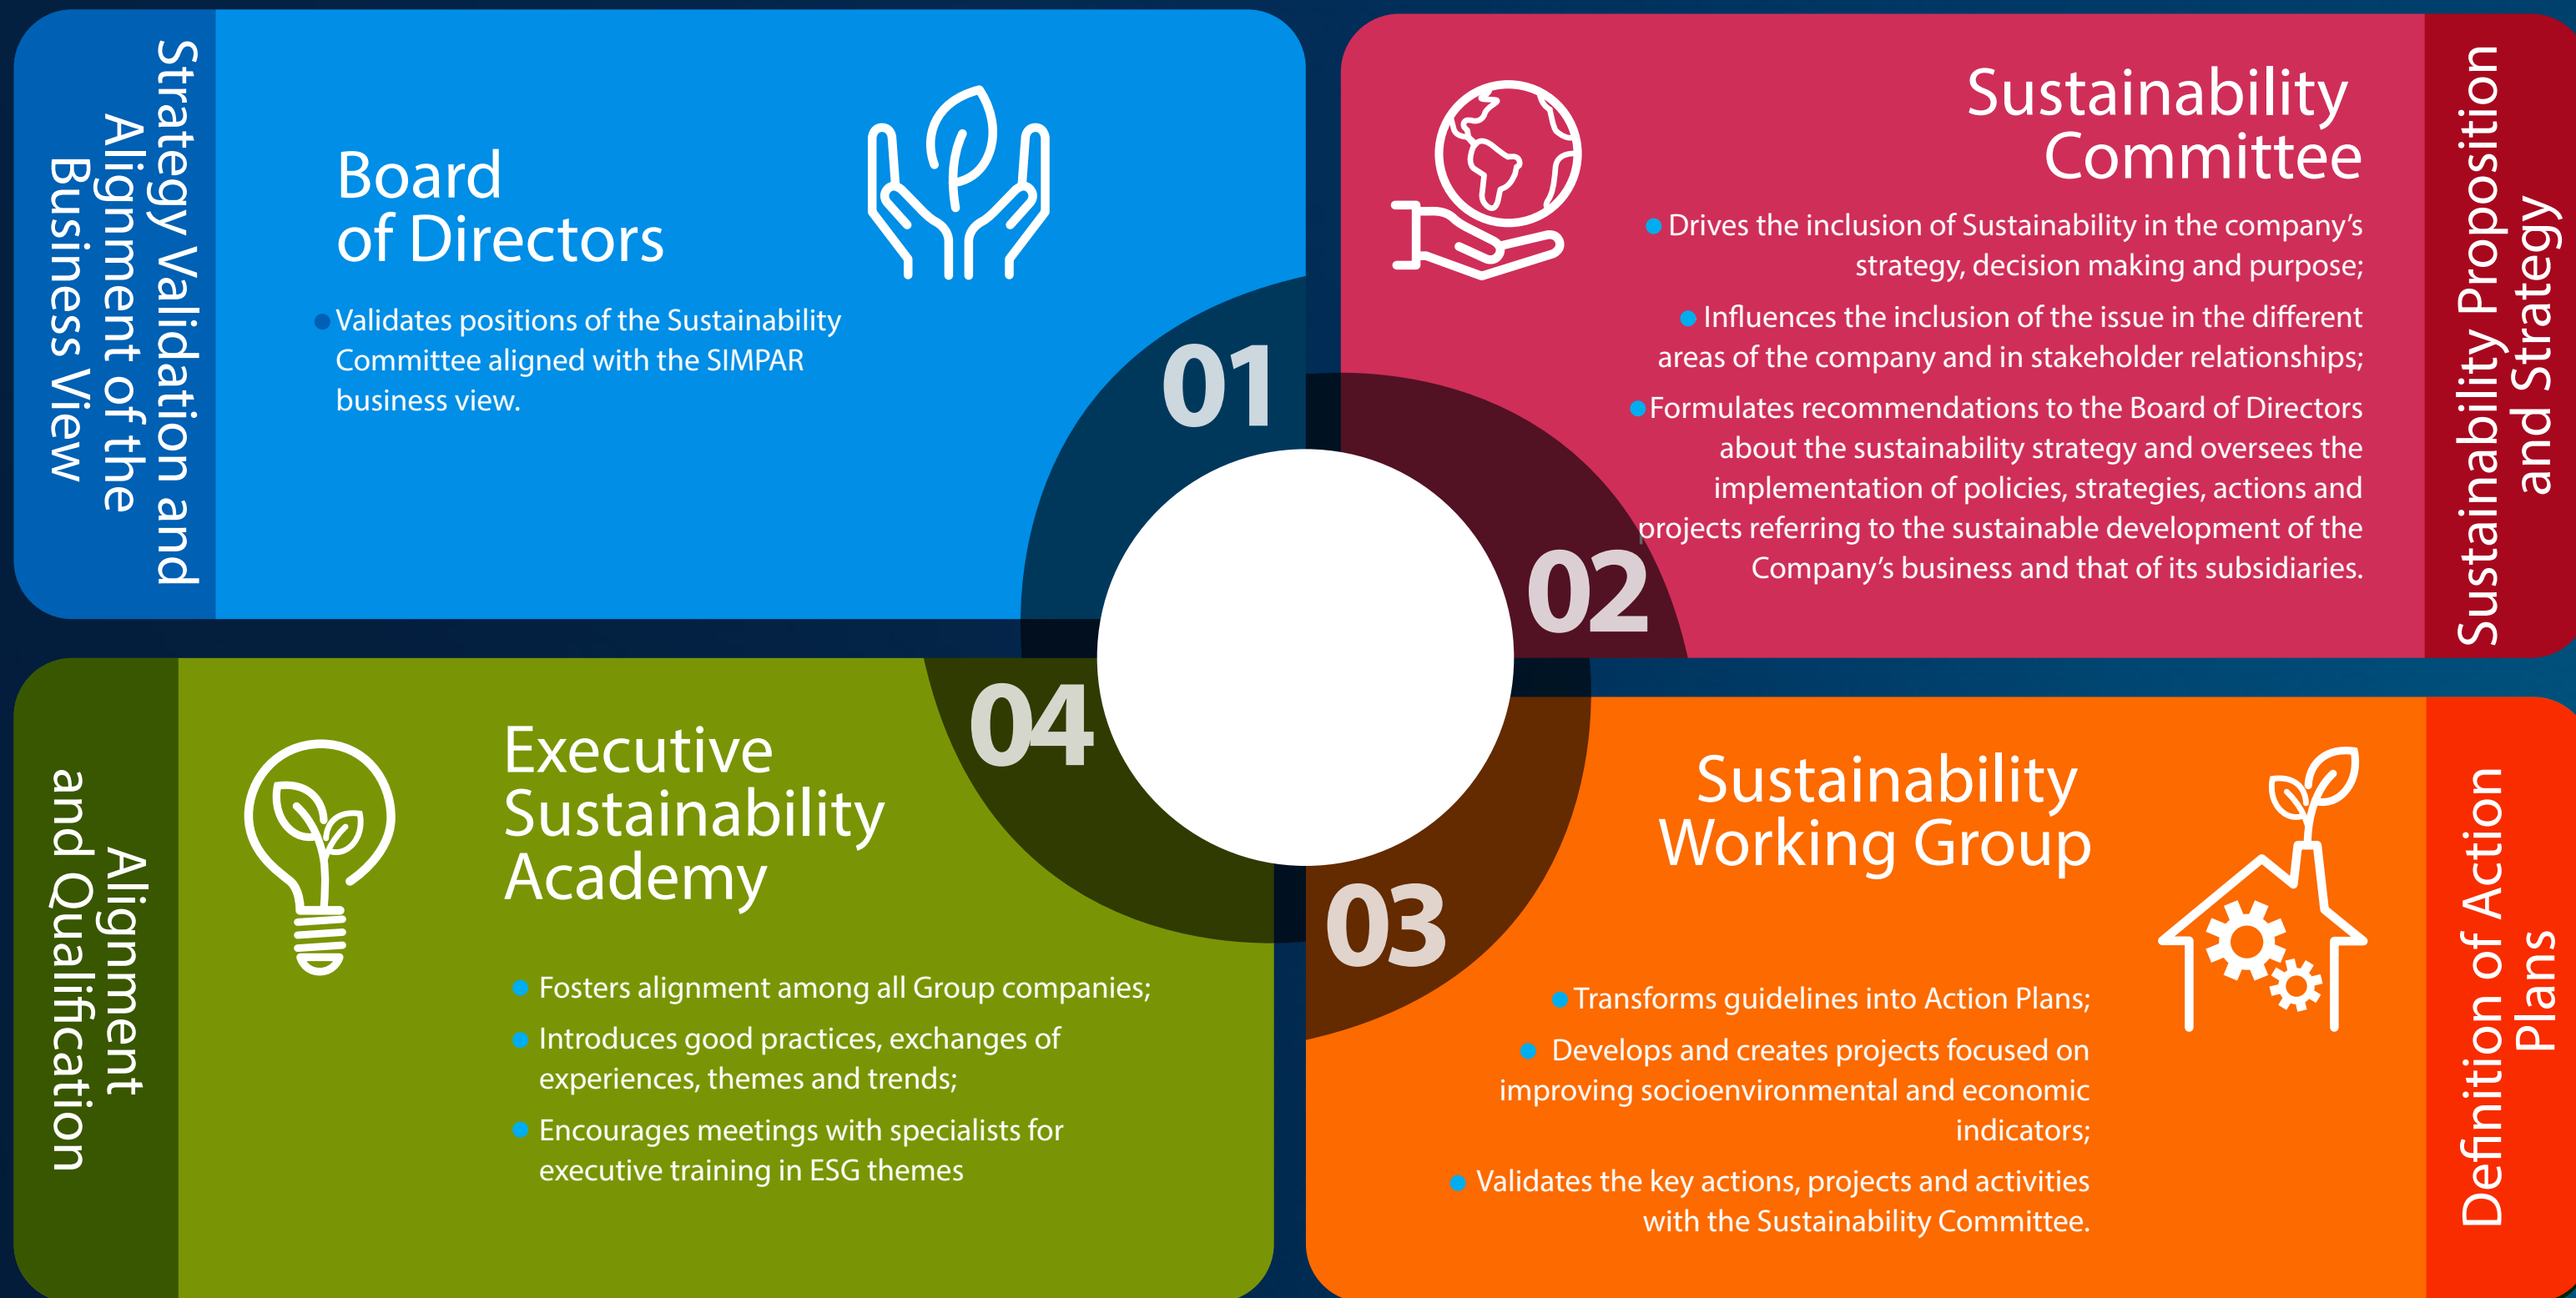 Strategy Validation and
Alignment of the
Business View
Board
of Directors
Validates positions of the Sustainability
Committee aligned with the SIMPAR
business view.
01
Sustainability
Committee
Drives the inclusion of Sustainability in the company’s
strategy, decision making and purpose;
Influences the inclusion of the issue in the different
areas of the company and in stakeholder relationships;
Formulates recommendations to the Board of Directors
about the sustainability strategy and oversees the
implementation of policies, strategies, actions and
projects referring to the sustainable development of the
Company’s business and that of its subsidiaries.
02
Sustainability Proposition
and Strategy
Sustainability
Working Group
Transforms guidelines into Action Plans;
Develops and creates projects focused on
improving socioenvironmental and economic
indicators;
Validates the key actions, projects and activities
with the Sustainability Committee.
03
Definition of Action
Plans
Alignment
and Qualification
Executive
Sustainability
Academy
Fosters alignment among all Group companies;
Introduces good practices, exchanges of
experiences, themes and trends;
Encourages meetings with specialists for
executive training in ESG themes
04